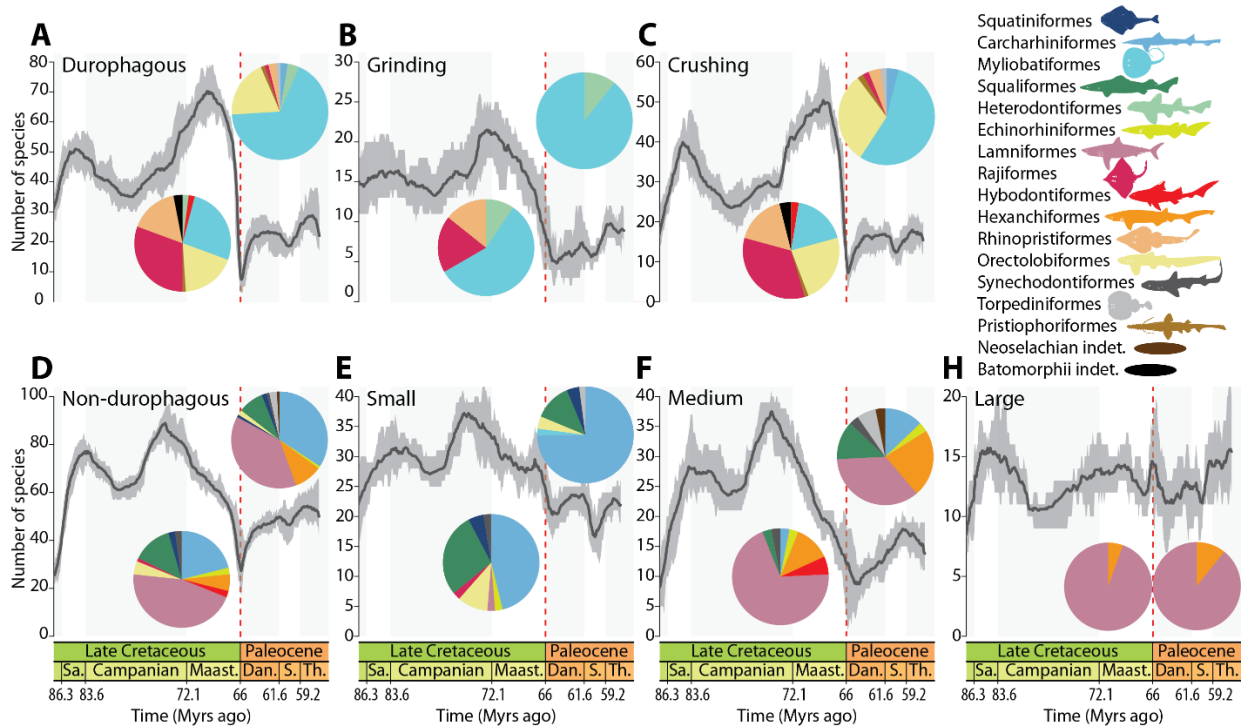 A
Durophagous
80
70
60
50
40
30
20
10
0
Number of species
B
Grinding
30
25
20
15
10
5
0
C
Crushing
60
50
40
30
20
10
0
Squatiniformes
Carcharhiniformes
Myliobatiformes
Squaliformes
Heterodontiformes
Echinorhiniformes
Lamniformes
Rajiformes
Hybodontiformes
Hexanchiformes
Rhinopristiformes
Orectolobiformes
Synechodontiformes
Torpediniformes
Pristiophoriformes
Neoselachian indet.
Batomorphii indet.
D
Non-durophagous
100
80
60
40
20
0
Number of species
E
Small
40
35
30
25
20
15
10
5
0
F
Medium
40
35
30
25
20
15
10
5
0
H
Large
20
15
10
5
0
Late Cretaceous Paleocene
Sa. Campanian Maast. Dan. S. Th.
86.3 83.6 72.1 66 61.6 59.2
Time (Myrs ago)
Late Cretaceous Paleocene
Sa. Campanian Maast. Dan. S. Th.
86.3 83.6 72.1 66 61.6 59.2
Time (Myrs ago)
Late Cretaceous Paleocene
Sa. Campanian Maast. Dan. S. Th.
86.3 83.6 72.1 66 61.6 59.2
Time (Myrs ago)
Late Cretaceous Paleocene
Sa. Campanian Maast. Dan. S. Th.
86.3 83.6 72.1 66 61.6 59.2
Time (Myrs ago)